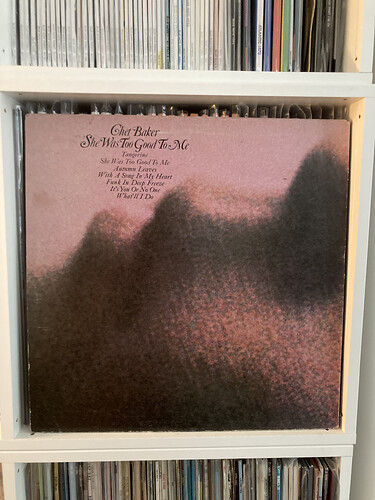 Chet Baker
She Was Too Good To Me
Tangerine
She Was Too Good To Me
Autumn Leaves
With A Song In My Heart
Funk In Deep Freeze
It's You Or No One
What'll I Do